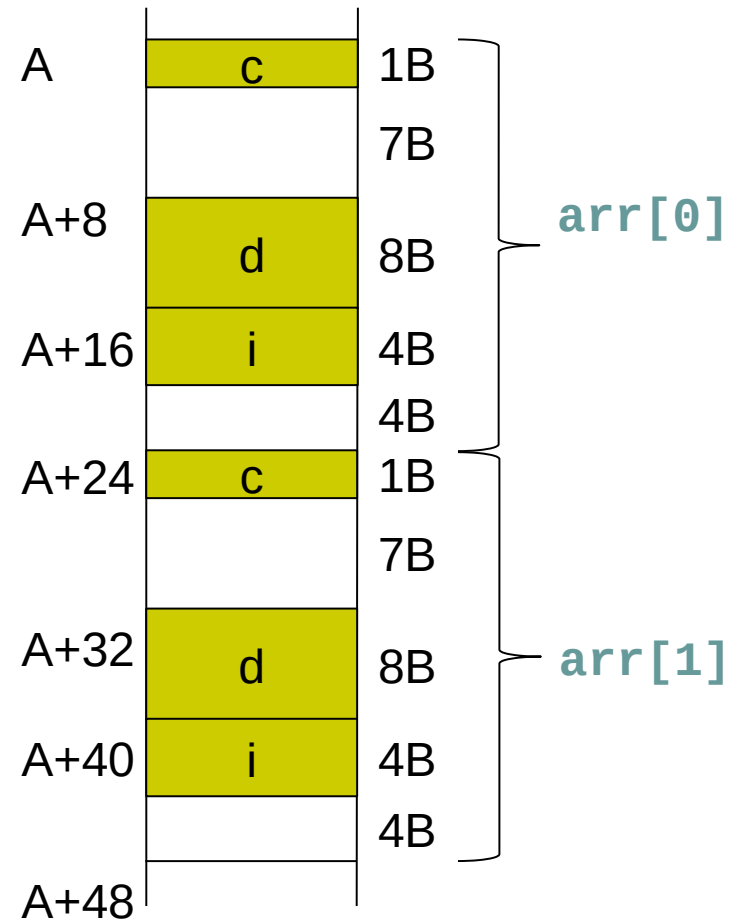 A c 1B
7B
arr[0]
A+8 d 8B
A+16 i 4B
4B
A+24 c 1B
7B
A+32 d 8B arr[1]
A+40 i 4B
4B
A+48